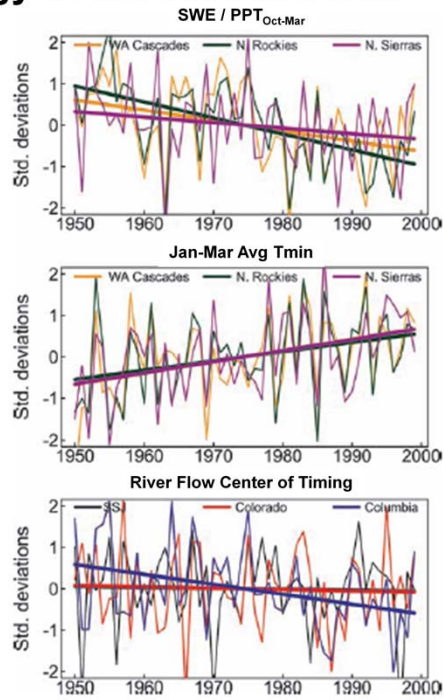 gy
SWE / PPTOct-Mar
WA Cascades N. Rockies N. Sierras
Std. deviations
2
1
0
-1
-2
1950 1960 1970 1980 1990 2000
Jan-Mar Avg Tmin
WA Cascades N. Rockies N. Sierras
Std. deviations
2
1
0
-1
-2
1950 1960 1970 1980 1990 2000
River Flow Center of Timing
SSJ Colorado Columbia
Std. deviations
2
1
0
-1
-2
1950 1960 1970 1980 1990 2000